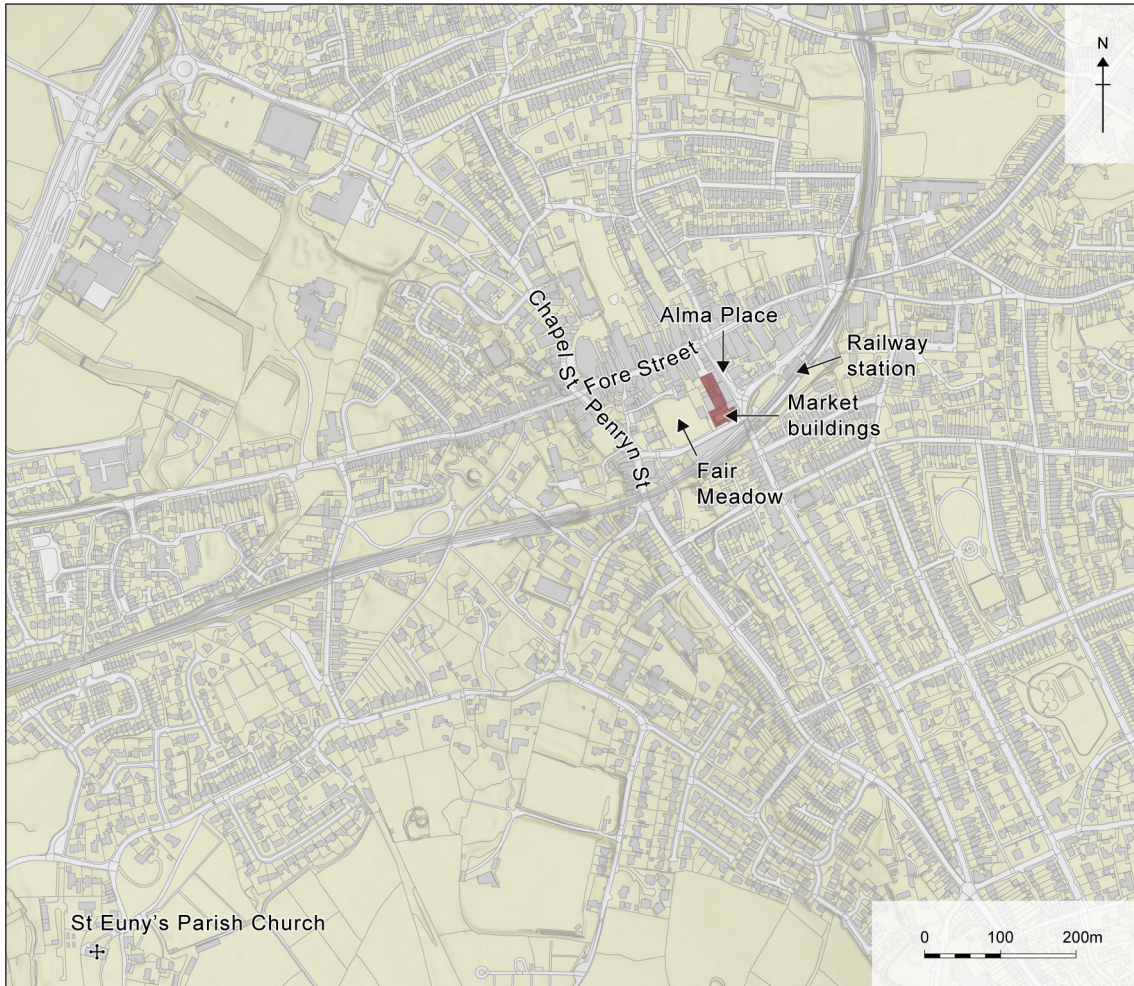 N
Alma Place
Chapel St
Fore Street
Railway
station
Market
buildings
Penryn St
Fair
Meadow
St Euny's Parish Church
0 100 200m